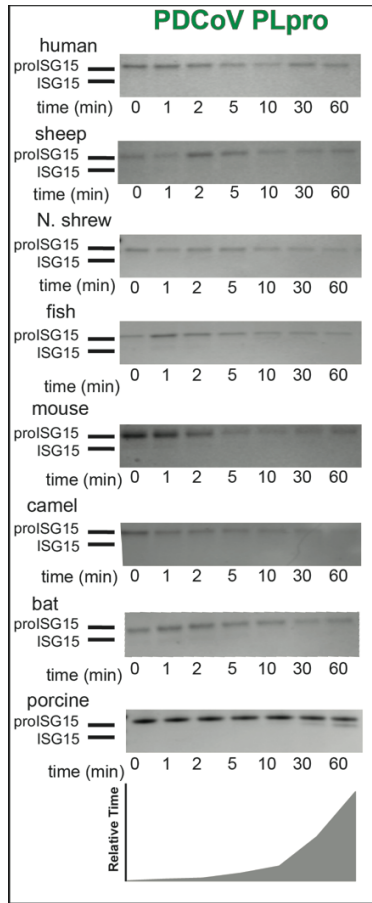 PDCoV PLpro
human
proISG15
ISG15
time (min) 0 1 2 5 10 30 60
sheep
proISG15
ISG15
time (min) 0 1 2 5 10 30 60
N. shrew
proISG15
ISG15
time (min) 0 1 2 5 10 30 60
fish
proISG15
ISG15
time (min) 0 1 2 5 10 30 60
mouse
proISG15
ISG15
time (min) 0 1 2 5 10 30 60
camel
proISG15
ISG15
time (min) 0 1 2 5 10 30 60
bat
proISG15
ISG15
time (min) 0 1 2 5 10 30 60
porcine
proISG15
ISG15
time (min) 0 1 2 5 10 30 60
Relative Time